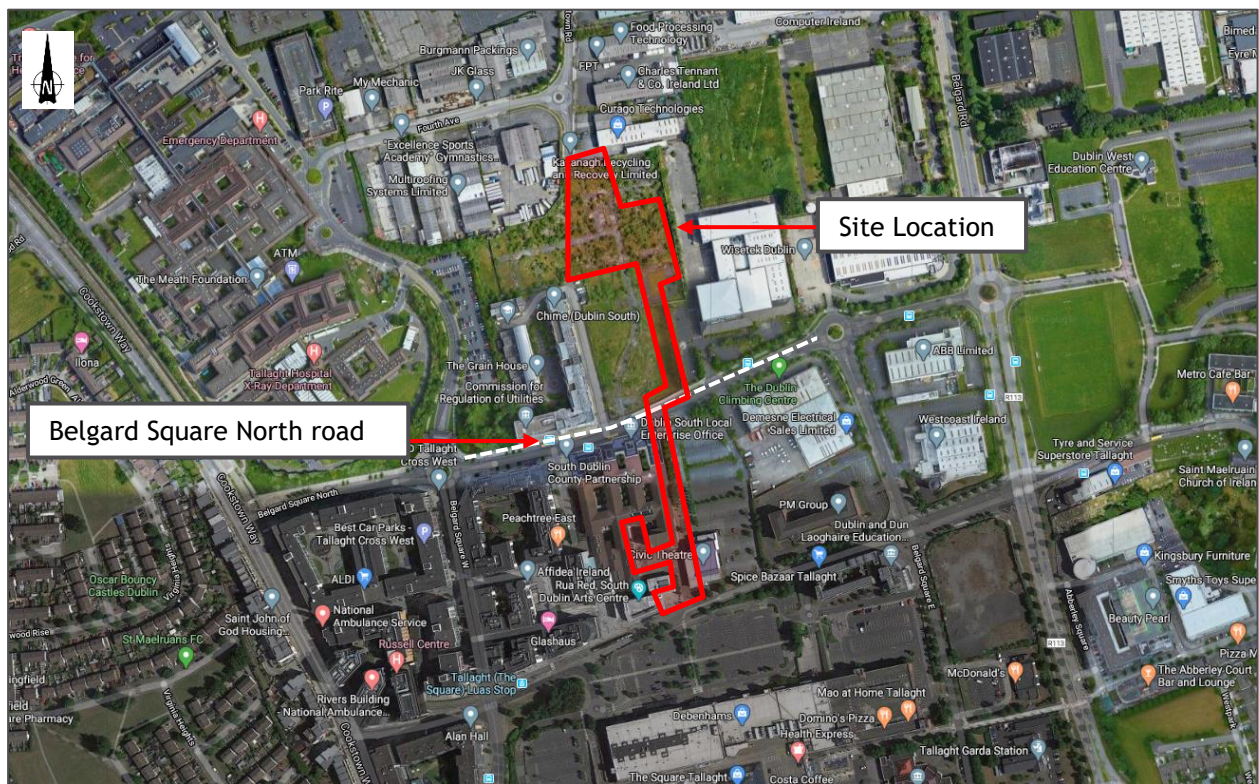 N
Computer Ireland
Food Processing
Technology
Burgmann Packings
JK Glass
FPT
My Mechanic
Park Rite
Charles Tennant
& Co. Ireland Ltd
Belgard Rd
Emergency Department
Curago Technologies
Fourth Ave
Excellence Sports
Academy Gymnastics...
Kavanagh Recycling
and Recovery Limited
Multiroofing
Systems Limited
Dublin West
Education Centre
Site Location
Wisetek Dublin
ATM
The Meath Foundation
Cookstown Way
Chime (Dublin South)
Ilona
The Grain House
ABB Limited
Tallaght Hospital
X-Ray Department
Commission for
Regulation of Utilities
The Dublin
Climbing Centre
Metro Cafe Bar
R113
Belgard Square North road
Dublin South Local
Enterprise Office
Demesne Electrical
Sales Limited
Westcoast Ireland
Tallaght
Cross West
Tyre and Service
Superstore Tallaght
South Dublin
County Partnership
Saint Maelruans
Church of Irelan
Cookstown Way
Belgard Square North
Belgard Square W
PM Group
Peachtree East
Best Car Parks -
Tallaght Cross West
Dublin and Dun
Laoghaire Education...
Civic Theatre
Kingsbury Furniture
Virginia Heights
ALDI
Affidea Ireland
Spice Bazaar Tallaght
Belgard Square E
Oscar Bouncy
Castles Dublin
Rua Red, South
Dublin Arts Centre
Smyths Toys Supe
Saint John of
God Housing...
National
Ambulance Service
Beauty Pearl
Abberley Square
Glashaus
St Maelruans FC
Russell Centre
R113
Pizza M
Tallaght (The
Square) Luas Stop
McDonald's
The Abberley Court
Bar and Lounge
Rivers Building
- National Ambulance...
Mao at Home Tallaght
Westpark
Virginia Heights
Debenhams
Domino's Pizza
Alan Hall
Health Express
Tallaght Garda Station
The Square Tallaght
Costa Coffee